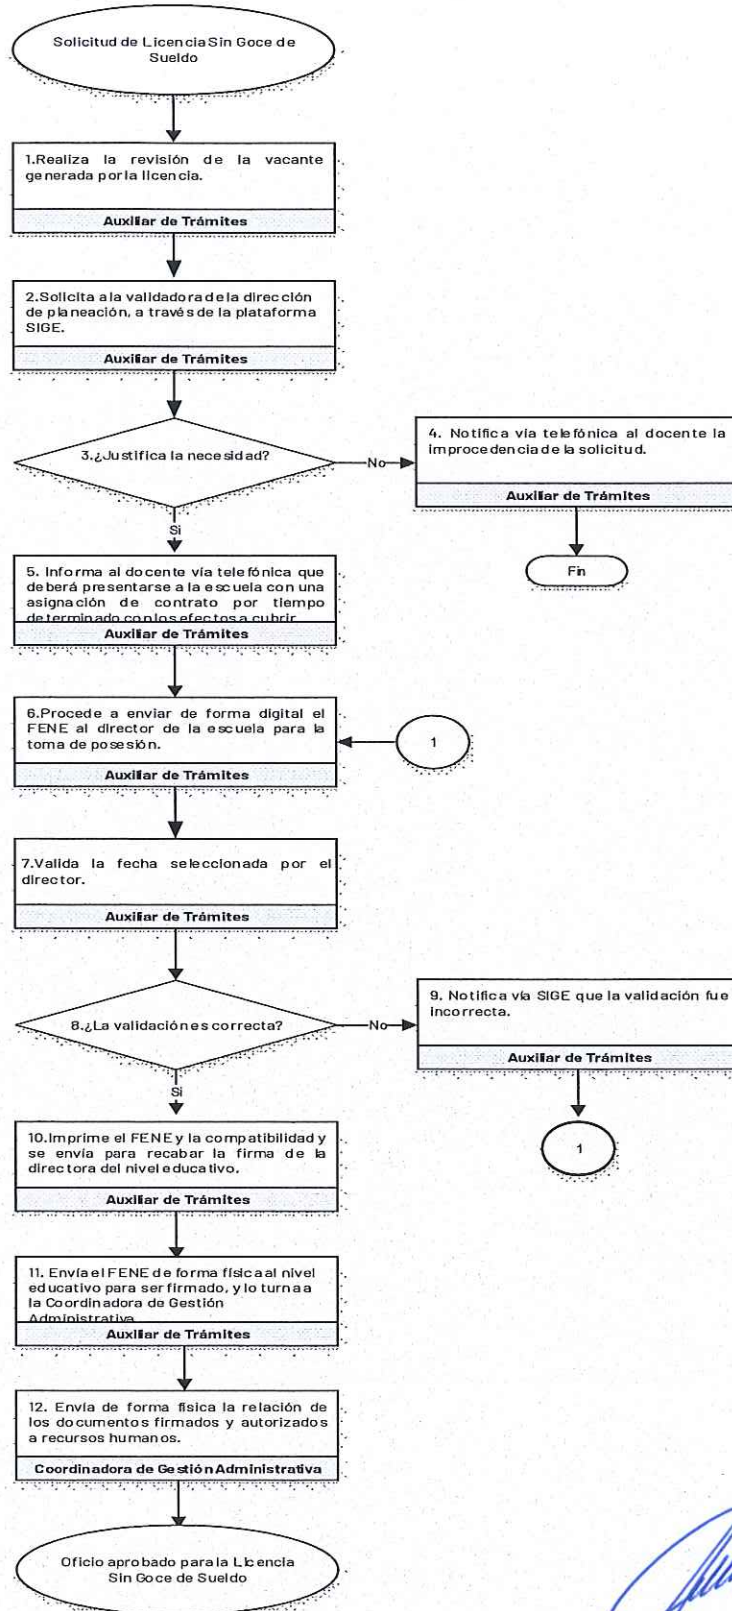 Solicitud de Licencia Sin Goce de
Sueldo
1.Realiza la revisión de la vacante
generada por la licencia.
Auxiliar de Trámites
2.Solicita a la validadora de la dirección
de planeación, a través de la plataforma
SIGE.
Auxiliar de Trámites
3.¿Justifica la necesidad?
No
4. Notifica vía telefónica al docente la
improcedencia de la solicitud.
Auxiliar de Trámites
Fin
Si
5. Informa al docente vía telefónica que
deberá presentarse a la escuela con una
asignación de contrato por tiempo
determinado con los efectos a cubrir
Auxiliar de Trámites
6.Procede a enviar de forma digital el
FENE al director de la escuela para la
toma de posesión.
Auxiliar de Trámites
1
7.Valida la fecha seleccionada por el
director.
Auxiliar de Trámites
8.¿La validación es correcta?
No
9. Notifica vía SIGE que la validación fue
incorrecta.
Auxiliar de Trámites
1
Si
10.Imprime el FENE y la compatibilidad y
se envía para recabar la firma de la
directora del nivel educativo.
Auxiliar de Trámites
11. Envía el FENE de forma física al nivel
educativo para ser firmado, y lo turna a
la Coordinadora de Gestión
Administrativa
Auxiliar de Trámites
12. Envía de forma física la relación de
los documentos firmados y autorizados
a recursos humanos.
Coordinadora de Gestión Administrativa
Oficio aprobado para la Licencia
Sin Goce de Sueldo